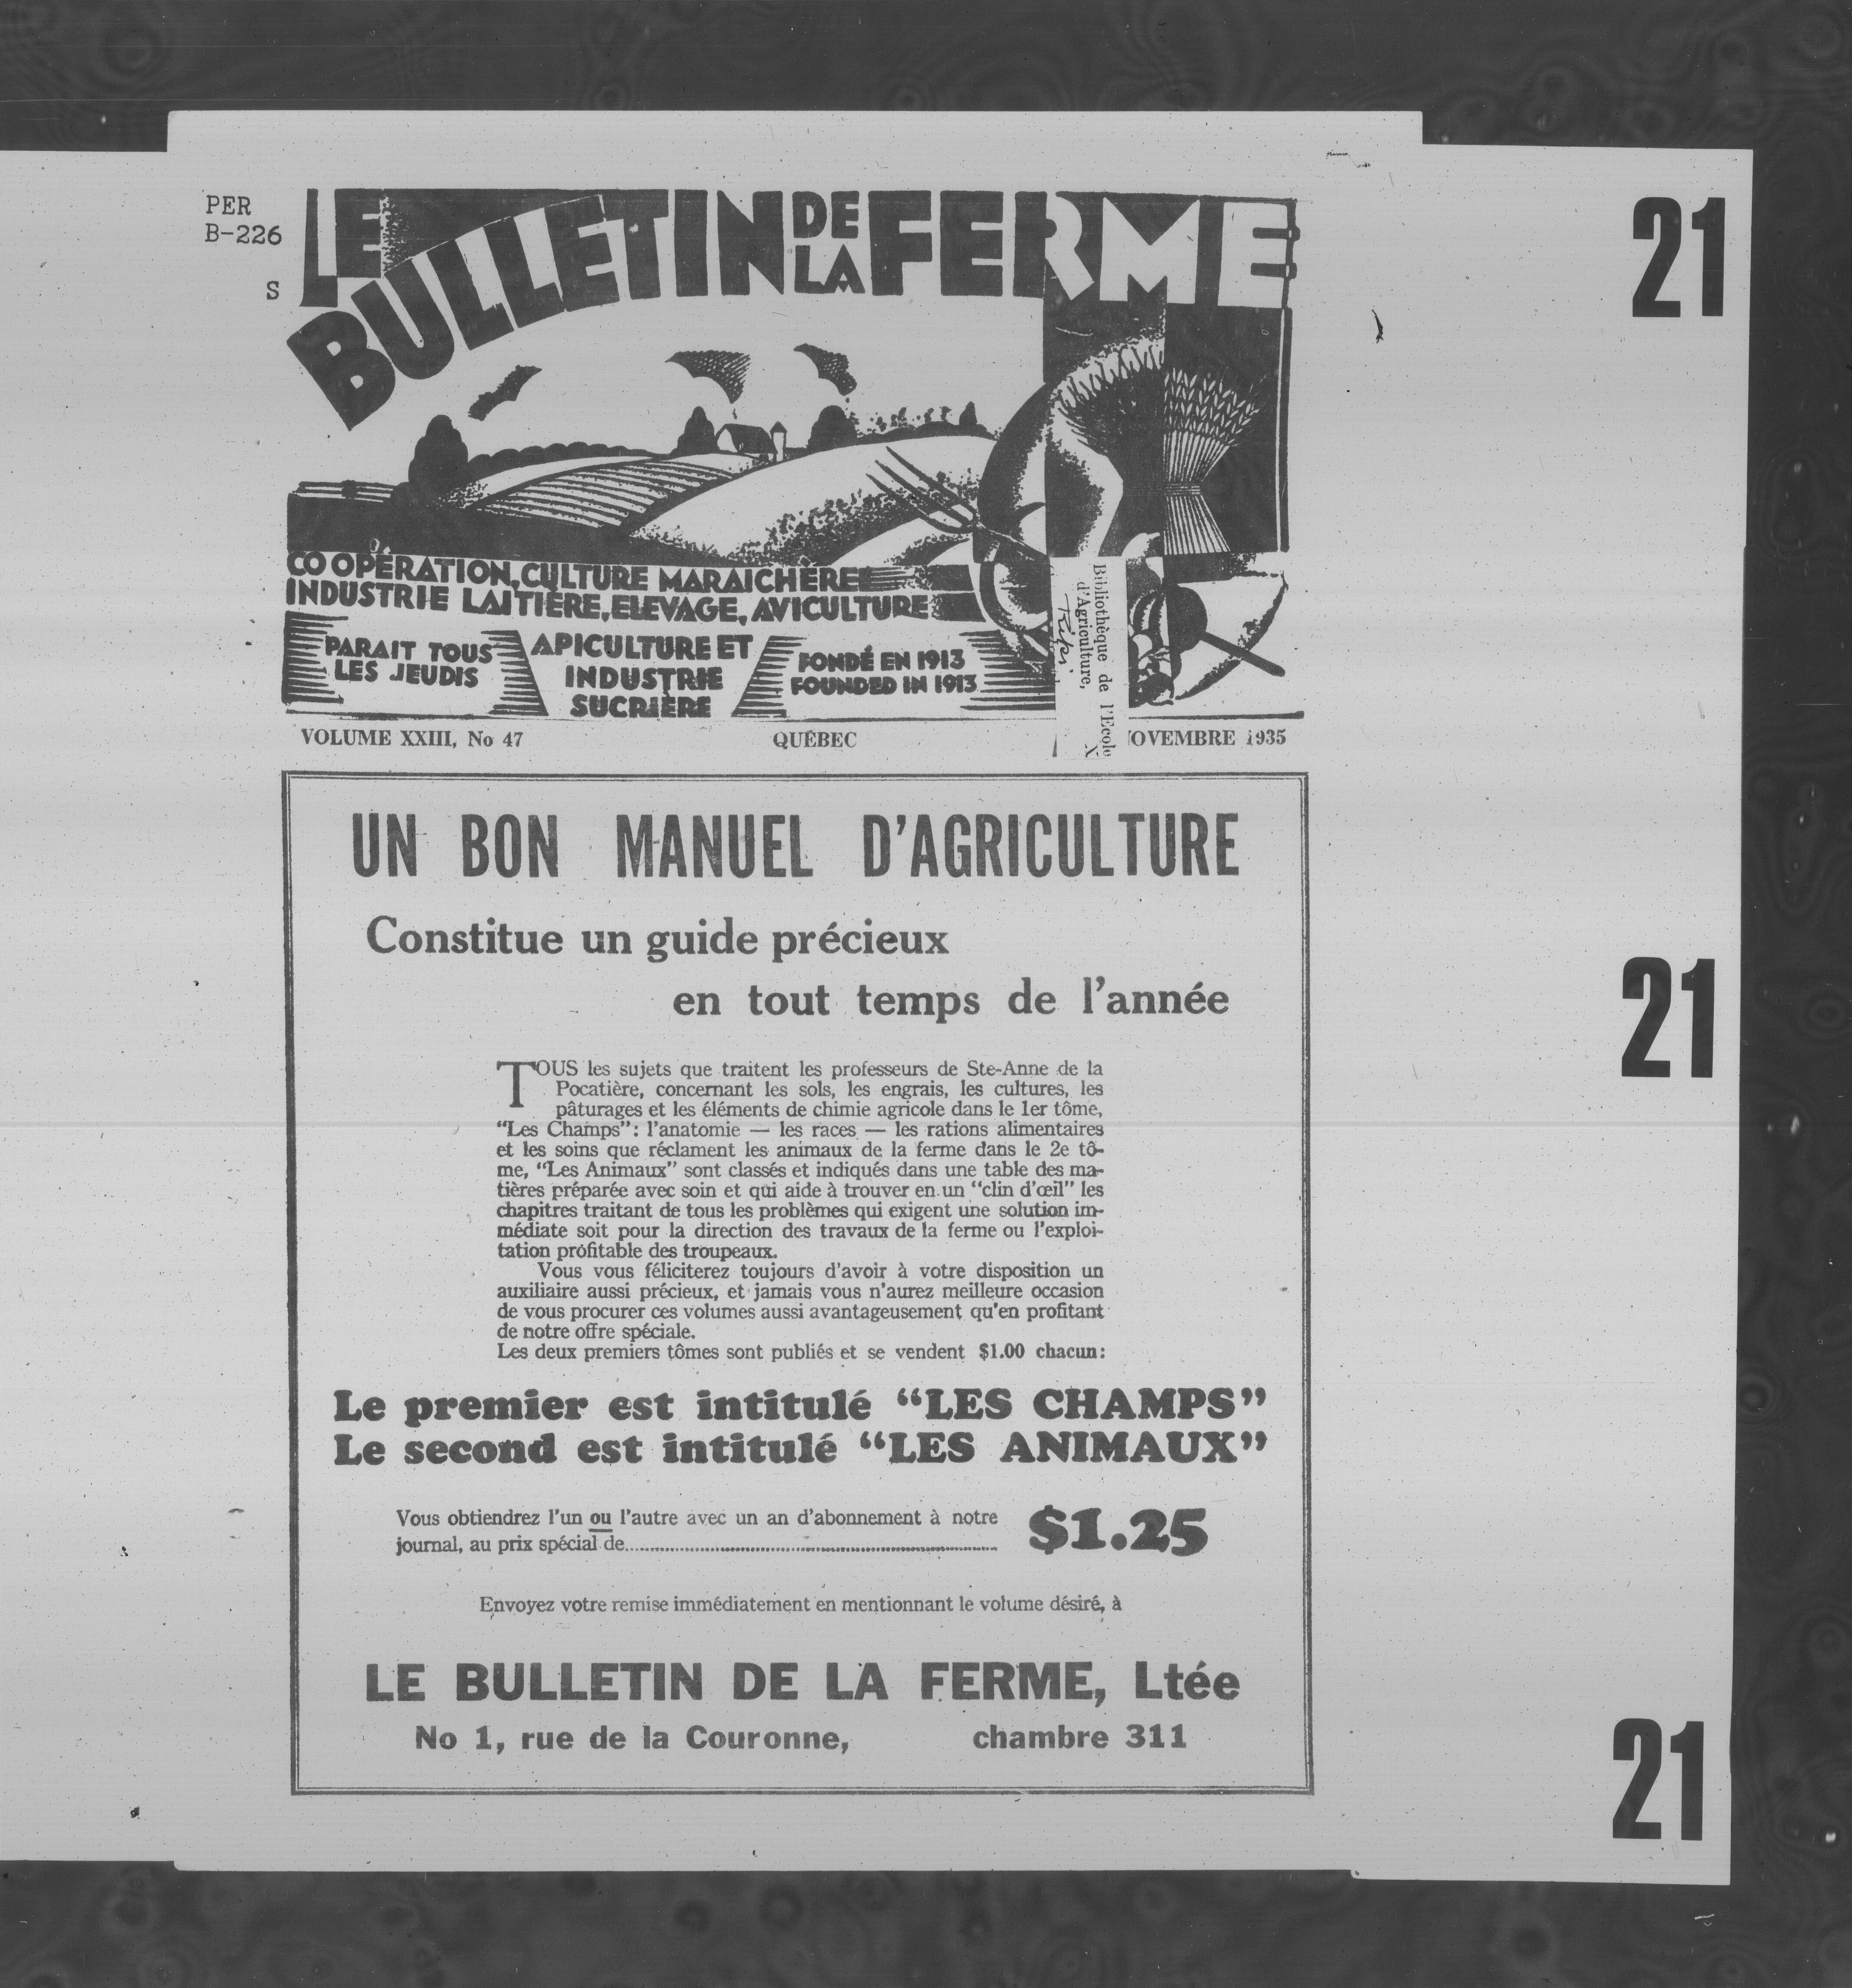 PER
B-226
S
LE BULLETIN DE LA FERME
COOPÉRATION, CULTURE MARAICHÈRE
INDUSTRIE LAITIÈRE, ELEVAGE, AVICULTURE
PARAIT TOUS
LES JEUDIS
APICULTURE ET
INDUSTRIE
SUCRIÈRE
FONDÉ EN 1913
FOUNDED IN 1913
Bibliothèque de l'Ecole
d'Agriculture,
X
VOLUME XXIII, No 47
QUÉBEC
OVEMBRE 1935
UN BON MANUEL D'AGRICULTURE
Constitue un guide précieux
en tout temps de l'année
TOUS les sujets que traitent les professeurs de Ste-Anne de la
Pocatière, concernant les sols, les engrais, les cultures, les
pâturages et les éléments de chimie agricole dans le 1er tôme,
"Les Champs": l'anatomie — les races — les rations alimentaires
et les soins que réclament les animaux de la ferme dans le 2e tô-
me, "Les Animaux" sont classés et indiqués dans une table des ma-
tières préparée avec soin et qui aide à trouver en un "clin d'œil" les
chapitres traitant de tous les problèmes qui exigent une solution im-
médiate soit pour la direction des travaux de la ferme ou l'exploi-
tation profitable des troupeaux.
Vous vous féliciterez toujours d'avoir à votre disposition un
auxiliaire aussi précieux, et jamais vous n'aurez meilleure occasion
de vous procurer ces volumes aussi avantageusement qu'en profitant
de notre offre spéciale.
Les deux premiers tômes sont publiés et se vendent $1.00 chacun:
Le premier est intitulé "LES CHAMPS"
Le second est intitulé "LES ANIMAUX"
Vous obtiendrez l'un ou l'autre avec un an d'abonnement à notre
journal, au prix spécial de........ $1.25
Envoyez votre remise immédiatement en mentionnant le volume désiré, à
LE BULLETIN DE LA FERME, Ltée
No 1, rue de la Couronne, chambre 311
21
21
21